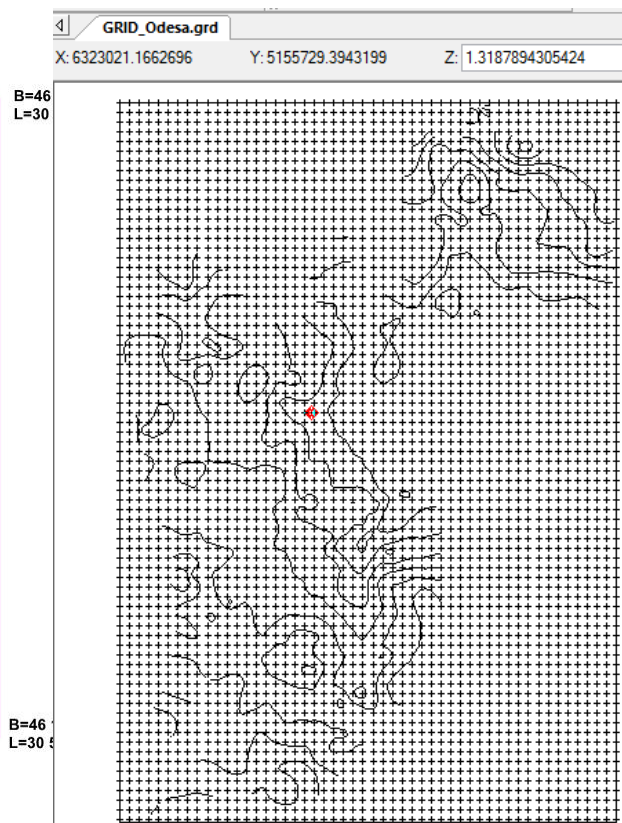 GRID_Odesa.grd
X: 6323021.1662696 Y: 5155729.3943199 Z: 1.3187894305424
B=46
L=30
B=46
L=30